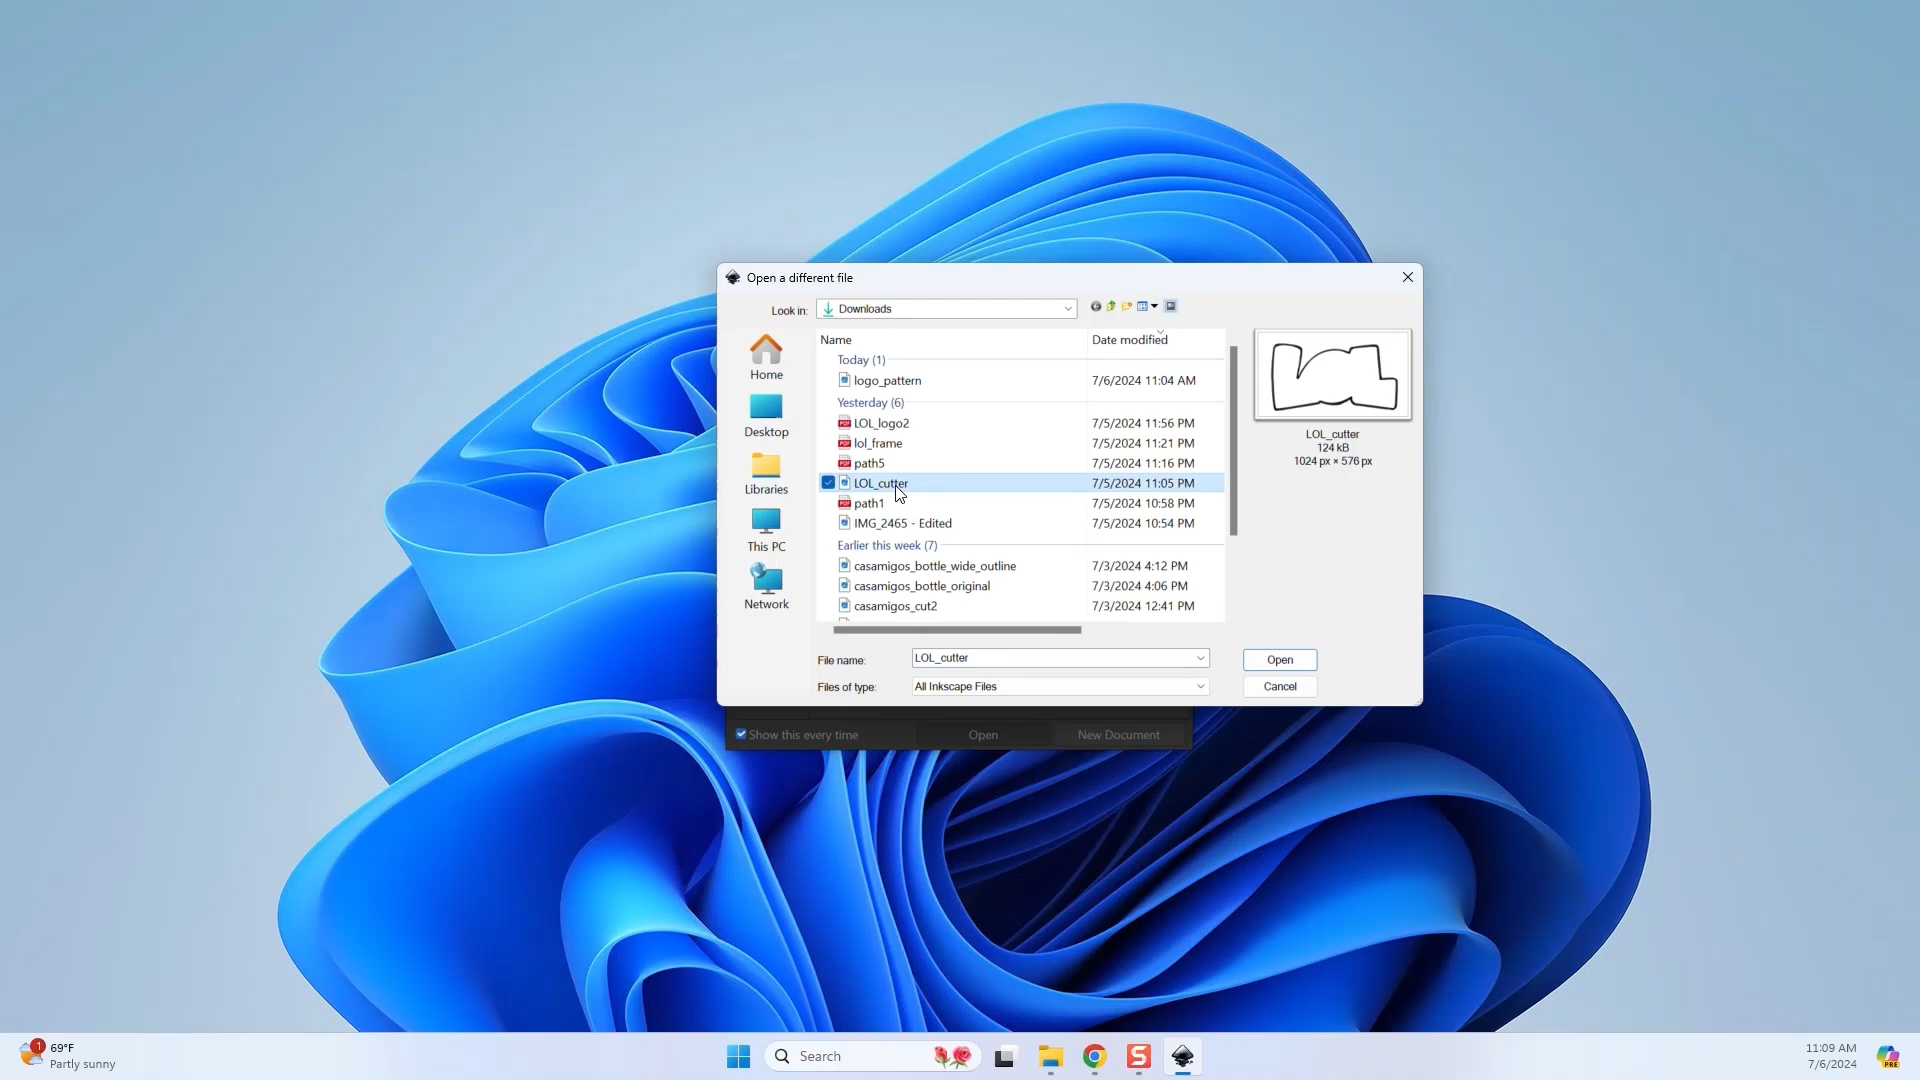 Open a different file
Look in:
Downloads
Name
Date modified
Today (1)
logo_pattern
7/6/2024 11:04 AM
Yesterday (6)
LOL_logo2
7/5/2024 11:56 PM
lol_frame
7/5/2024 11:21 PM
path5
7/5/2024 11:16 PM
LOL_cutter
7/5/2024 11:05 PM
path1
7/5/2024 10:58 PM
IMG_2465 - Edited
7/5/2024 10:54 PM
Earlier this week (7)
casamigos_bottle_wide_outline
7/3/2024 4:12 PM
casamigos_bottle_original
7/3/2024 4:06 PM
casamigos_cut2
7/3/2024 12:41 PM
Home
Desktop
Libraries
This PC
Network
LOL_cutter
124 kB
1024 px × 576 px
File name:
LOL_cutter
Open
Files of type:
All Inkscape Files
Cancel
Show this every time
Open
New Document
1
69°F
Partly sunny
Search
S
11:09 AM
7/6/2024
PRE